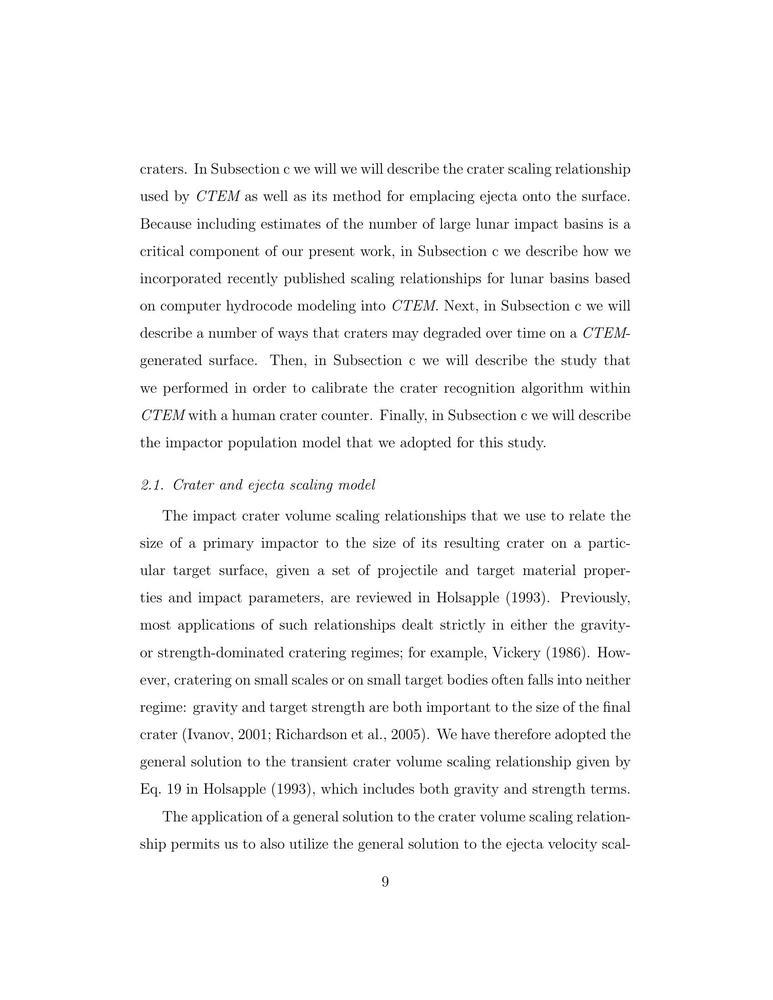 craters. In Subsection c we will we will describe the crater scaling relationship
used by CTEM as well as its method for emplacing ejecta onto the surface.
Because including estimates of the number of large lunar impact basins is a
critical component of our present work, in Subsection c we describe how we
incorporated recently published scaling relationships for lunar basins based
on computer hydrocode modeling into CTEM. Next, in Subsection c we will
describe a number of ways that craters may degraded over time on a CTEM-
generated surface. Then, in Subsection c we will describe the study that
we performed in order to calibrate the crater recognition algorithm within
CTEM with a human crater counter. Finally, in Subsection c we will describe
the impactor population model that we adopted for this study.
2.1. Crater and ejecta scaling model
The impact crater volume scaling relationships that we use to relate the
size of a primary impactor to the size of its resulting crater on a partic-
ular target surface, given a set of projectile and target material proper-
ties and impact parameters, are reviewed in Holsapple (1993). Previously,
most applications of such relationships dealt strictly in either the gravity-
or strength-dominated cratering regimes; for example, Vickery (1986). How-
ever, cratering on small scales or on small target bodies often falls into neither
regime: gravity and target strength are both important to the size of the final
crater (Ivanov, 2001; Richardson et al., 2005). We have therefore adopted the
general solution to the transient crater volume scaling relationship given by
Eq. 19 in Holsapple (1993), which includes both gravity and strength terms.
The application of a general solution to the crater volume scaling relation-
ship permits us to also utilize the general solution to the ejecta velocity scal-
9